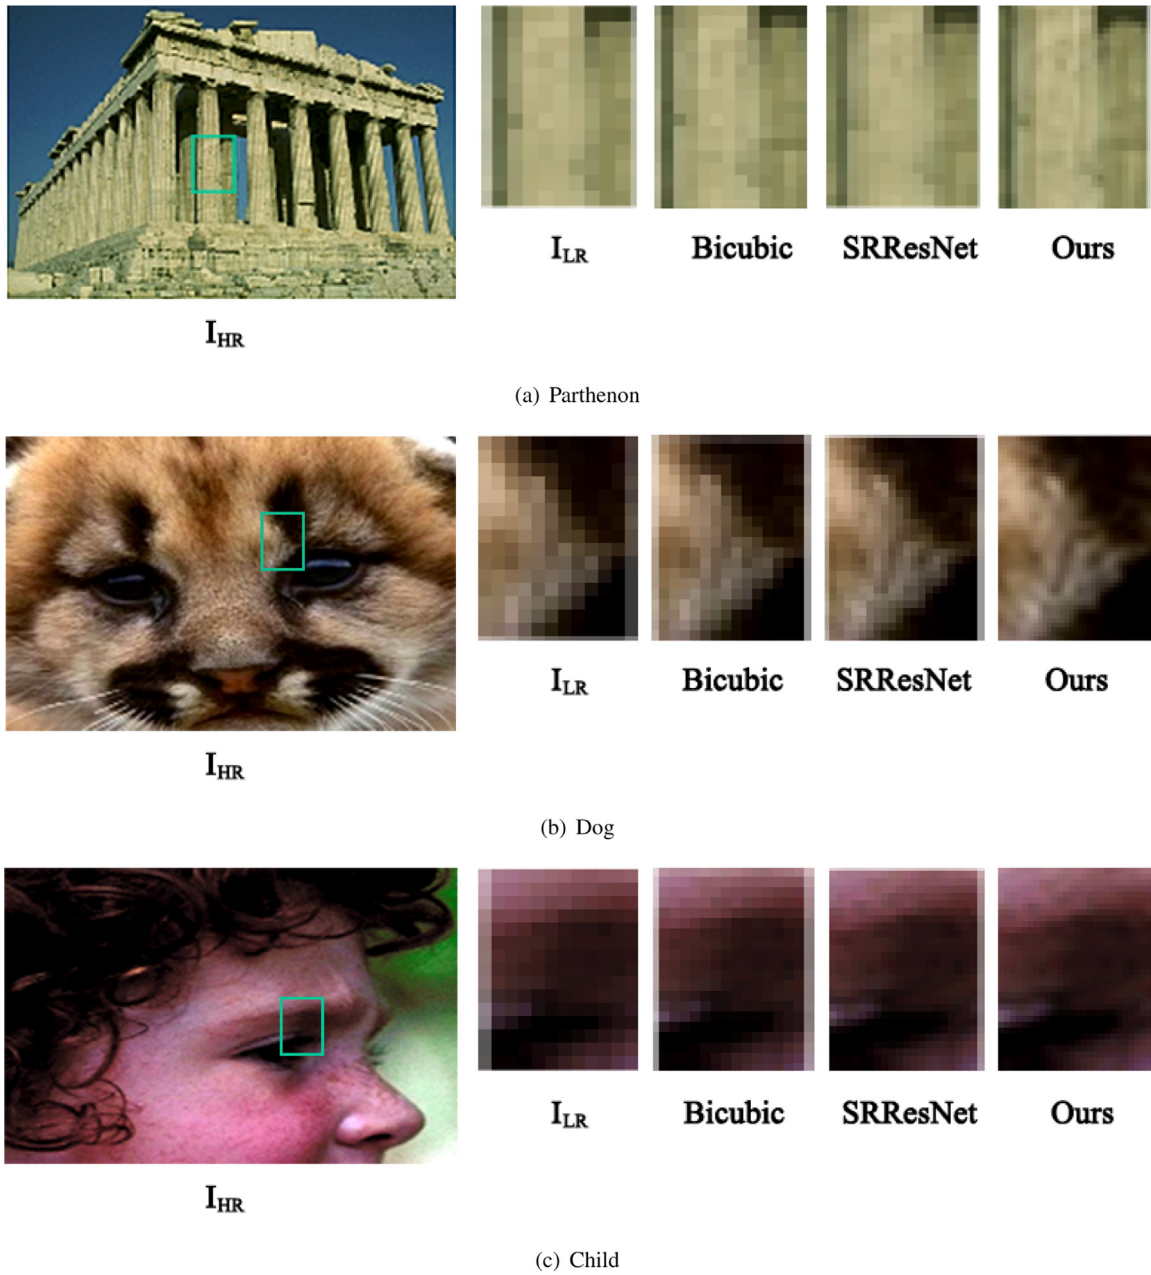 I_LR Bicubic SRResNet Ours
I_HR
(a) Parthenon
I_LR Bicubic SRResNet Ours
I_HR
(b) Dog
I_LR Bicubic SRResNet Ours
I_HR
(c) Child